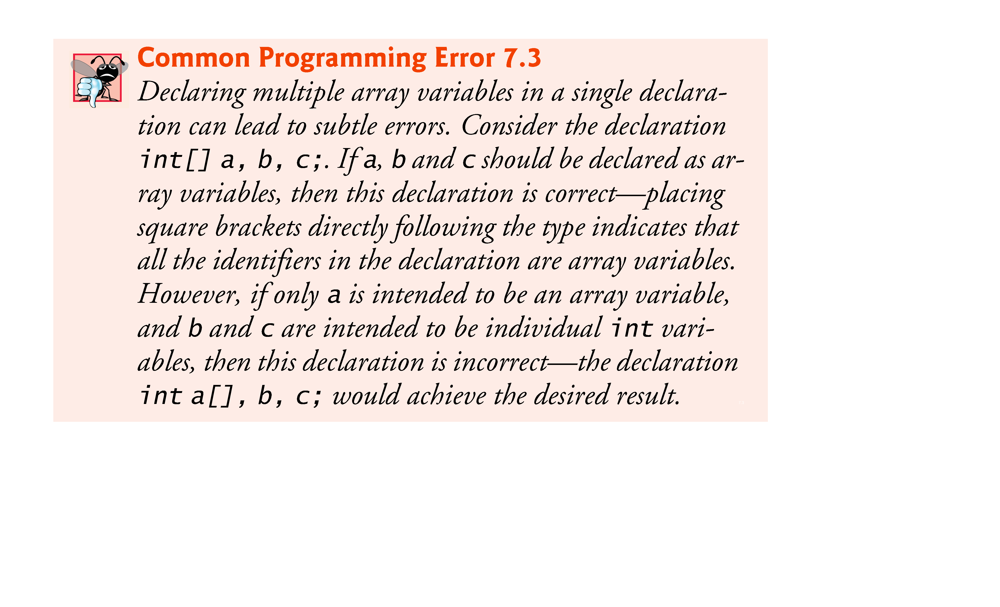 Common Programming Error 7.3
Declaring multiple array variables in a single declara-
tion can lead to subtle errors. Consider the declaration
int[] a, b, c;. If a, b and c should be declared as ar-
ray variables, then this declaration is correct—placing
square brackets directly following the type indicates that
all the identifiers in the declaration are array variables.
However, if only a is intended to be an array variable,
and b and c are intended to be individual int vari-
ables, then this declaration is incorrect—the declaration
int a[], b, c; would achieve the desired result.